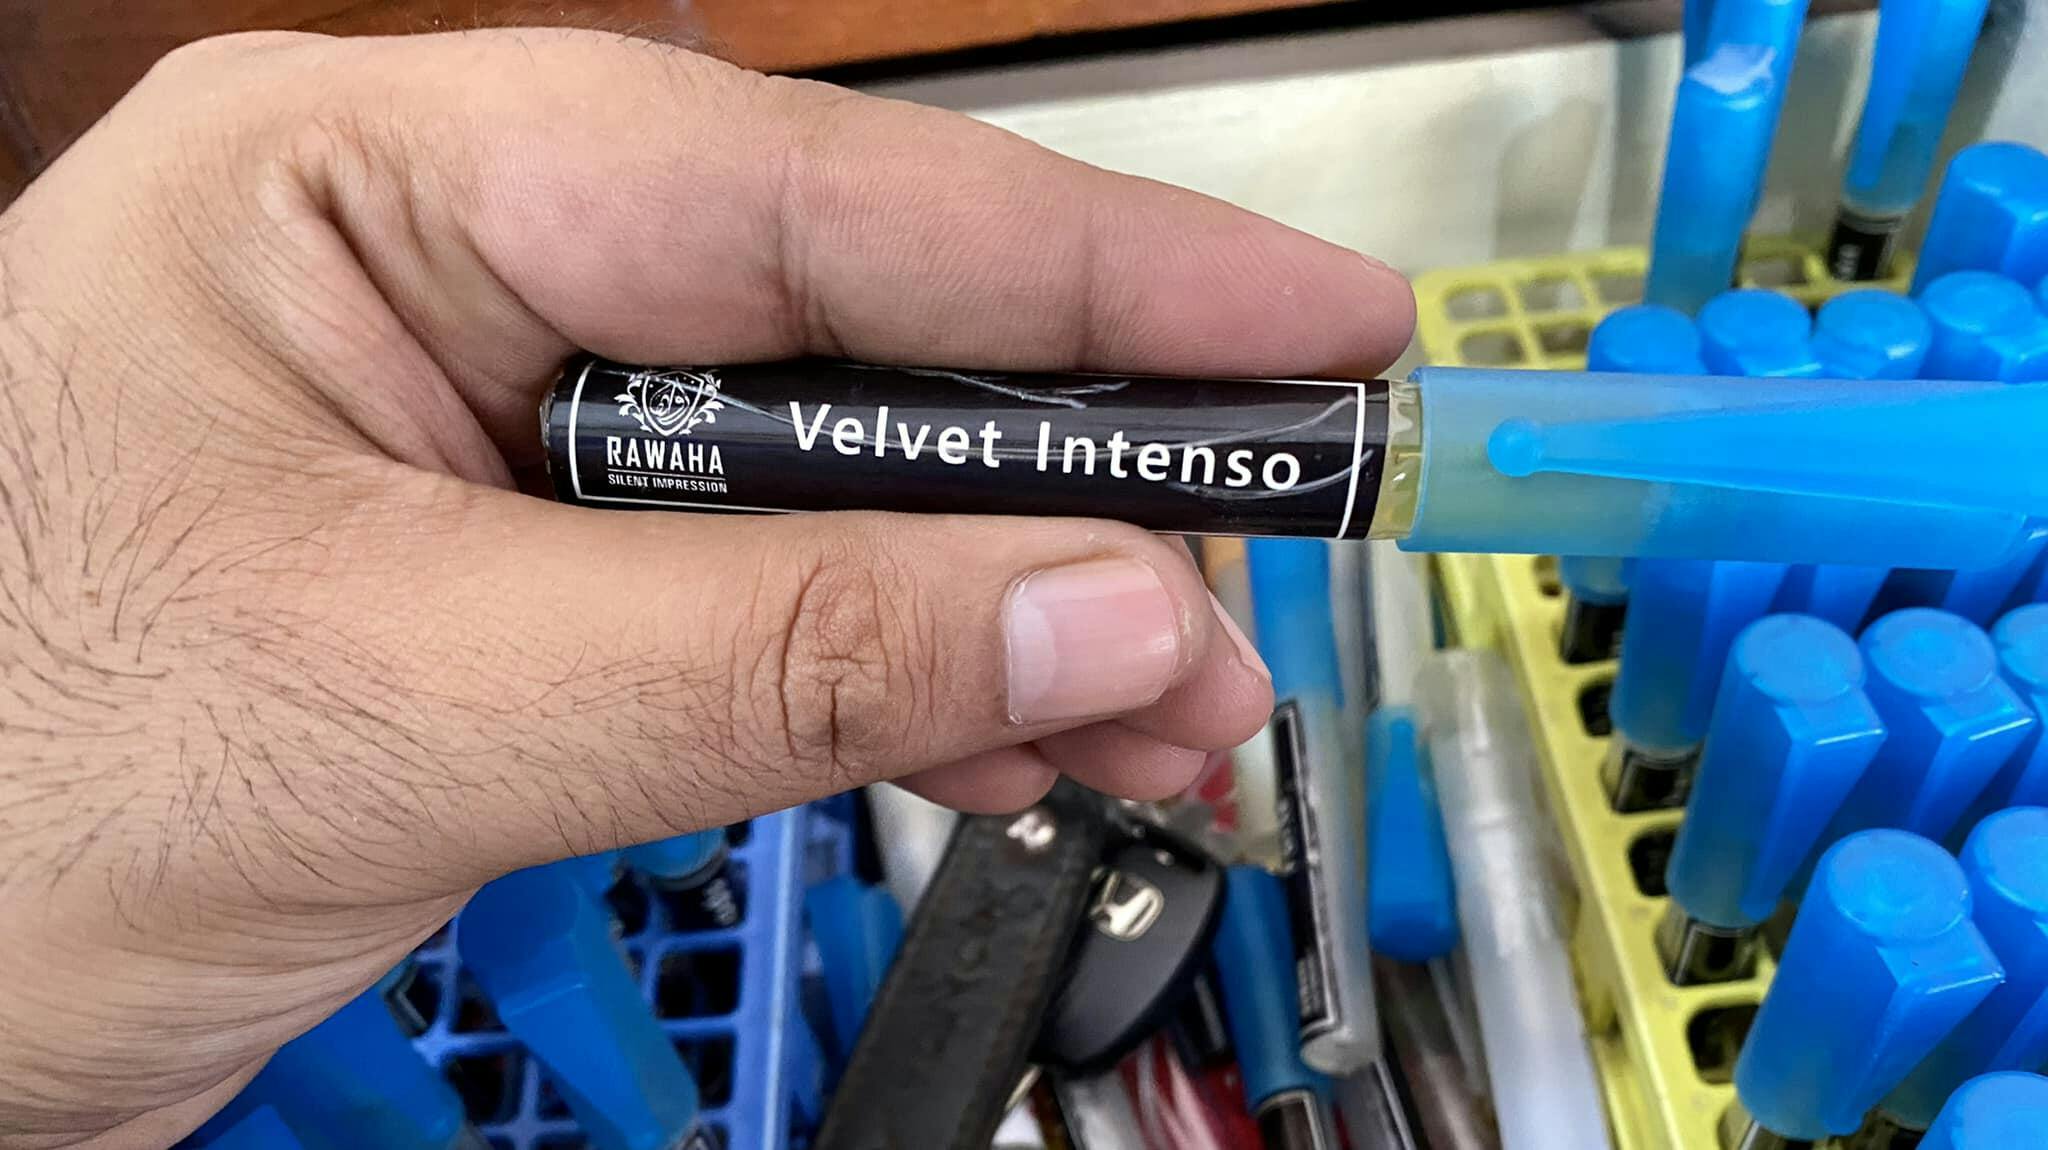 RAWAHA
SILENT IMPRESSION
Velvet Intenso